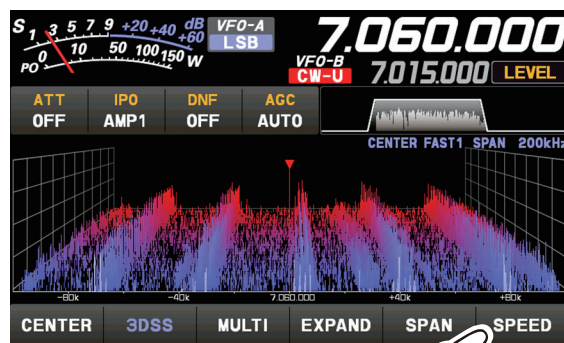 S 1 3 5 7 9 +20 +40 +60 dB
PO 0 10 50 100 150 W
VFO-A
LSB
7.060.000
VFO-B
CW-U
7.015.000
LEVEL
ATT IPO DNF AGC
OFF AMP1 OFF AUTO
CENTER FAST1 SPAN 200kHz
-80k -40k 7.060.000 +40k +80k
CENTER 3DSS MULTI EXPAND SPAN SPEED